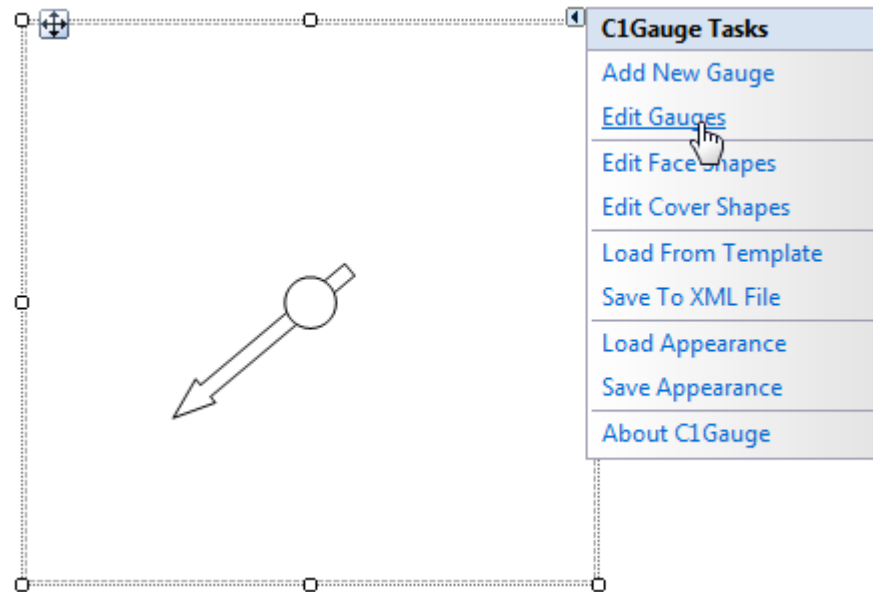 C1Gauge Tasks
Add New Gauge
Edit Gauges
Edit Face Shapes
Edit Cover Shapes
Load From Template
Save To XML File
Load Appearance
Save Appearance
About C1Gauge